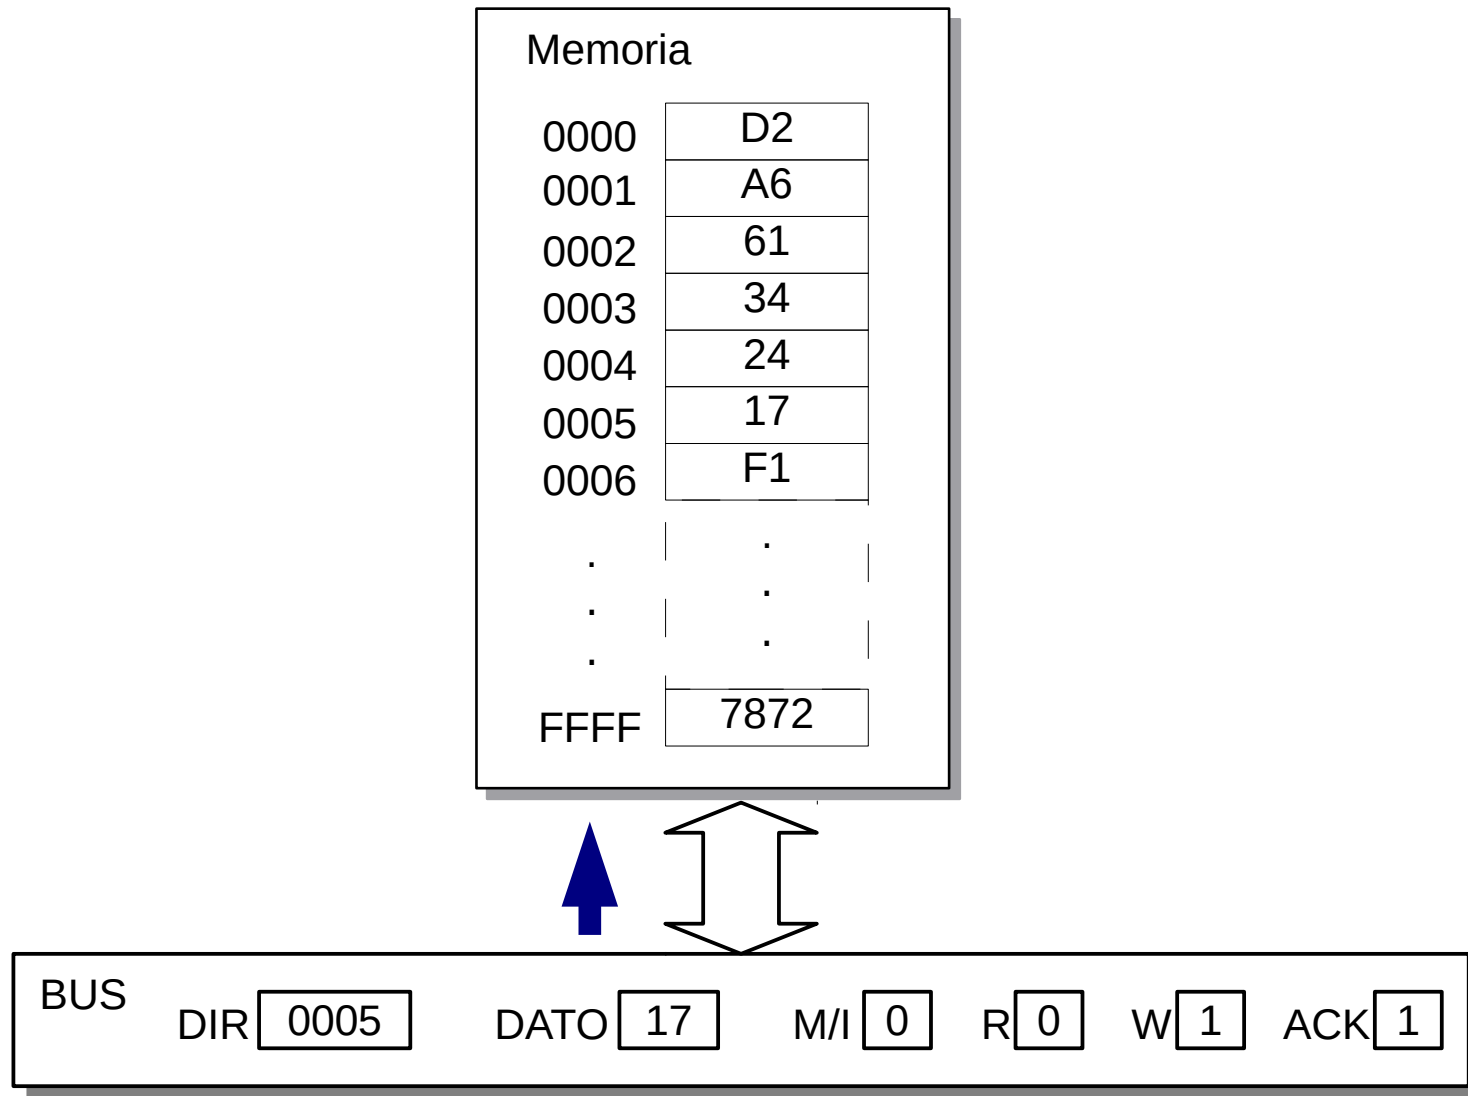 Memoria
0000 D2
0001 A6
0002 61
0003 34
0004 24
0005 17
0006 F1
. .
. .
. .
FFFF 7872
BUS DIR 0005 DATO 17 M/I 0 R 0 W 1 ACK 1